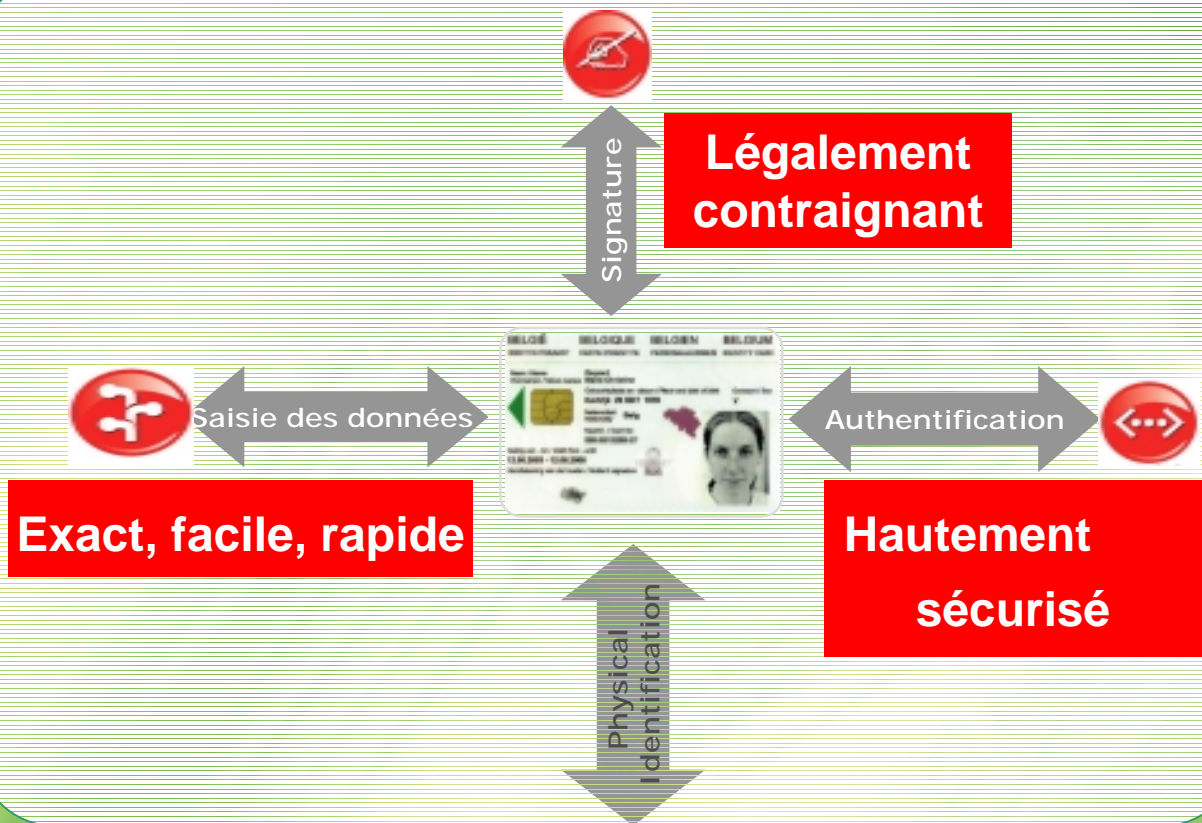 Signature
Légalement
contraignant
BELGIË BELGIQUE BELGIEN BELGIUM
Saisie des données
Authentification
Exact, facile, rapide
Hautement
sécurisé
Physical
Identification